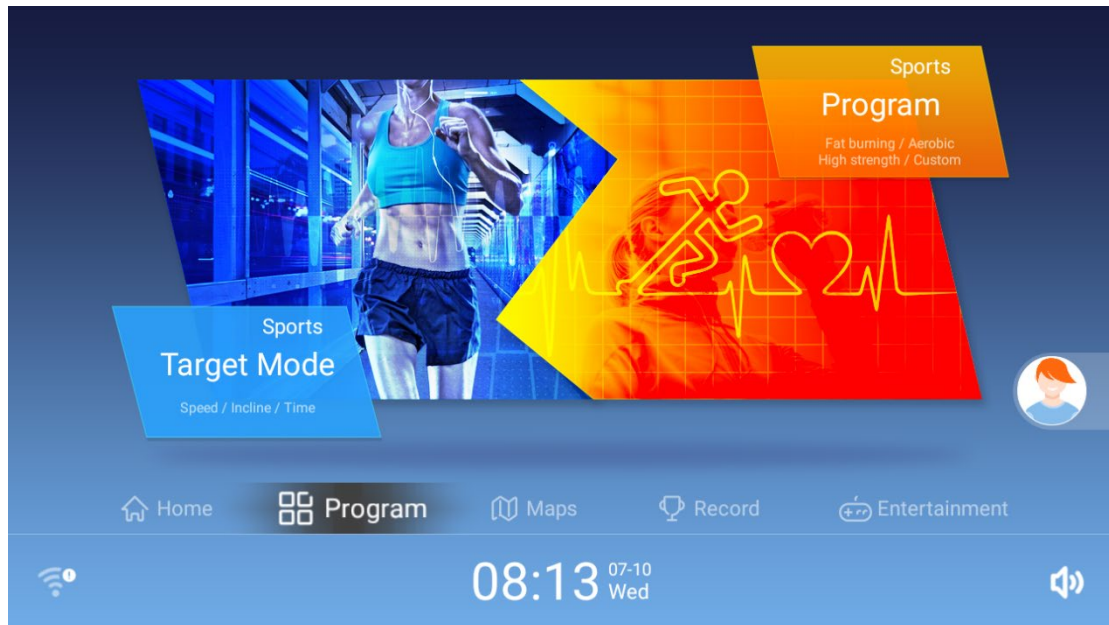 Sports
Program
Fat burning / Aerobic
High strength / Custom
Sports
Target Mode
Speed / Incline / Time
Home
Program
Maps
Record
Entertainment
08:13
07-10
Wed